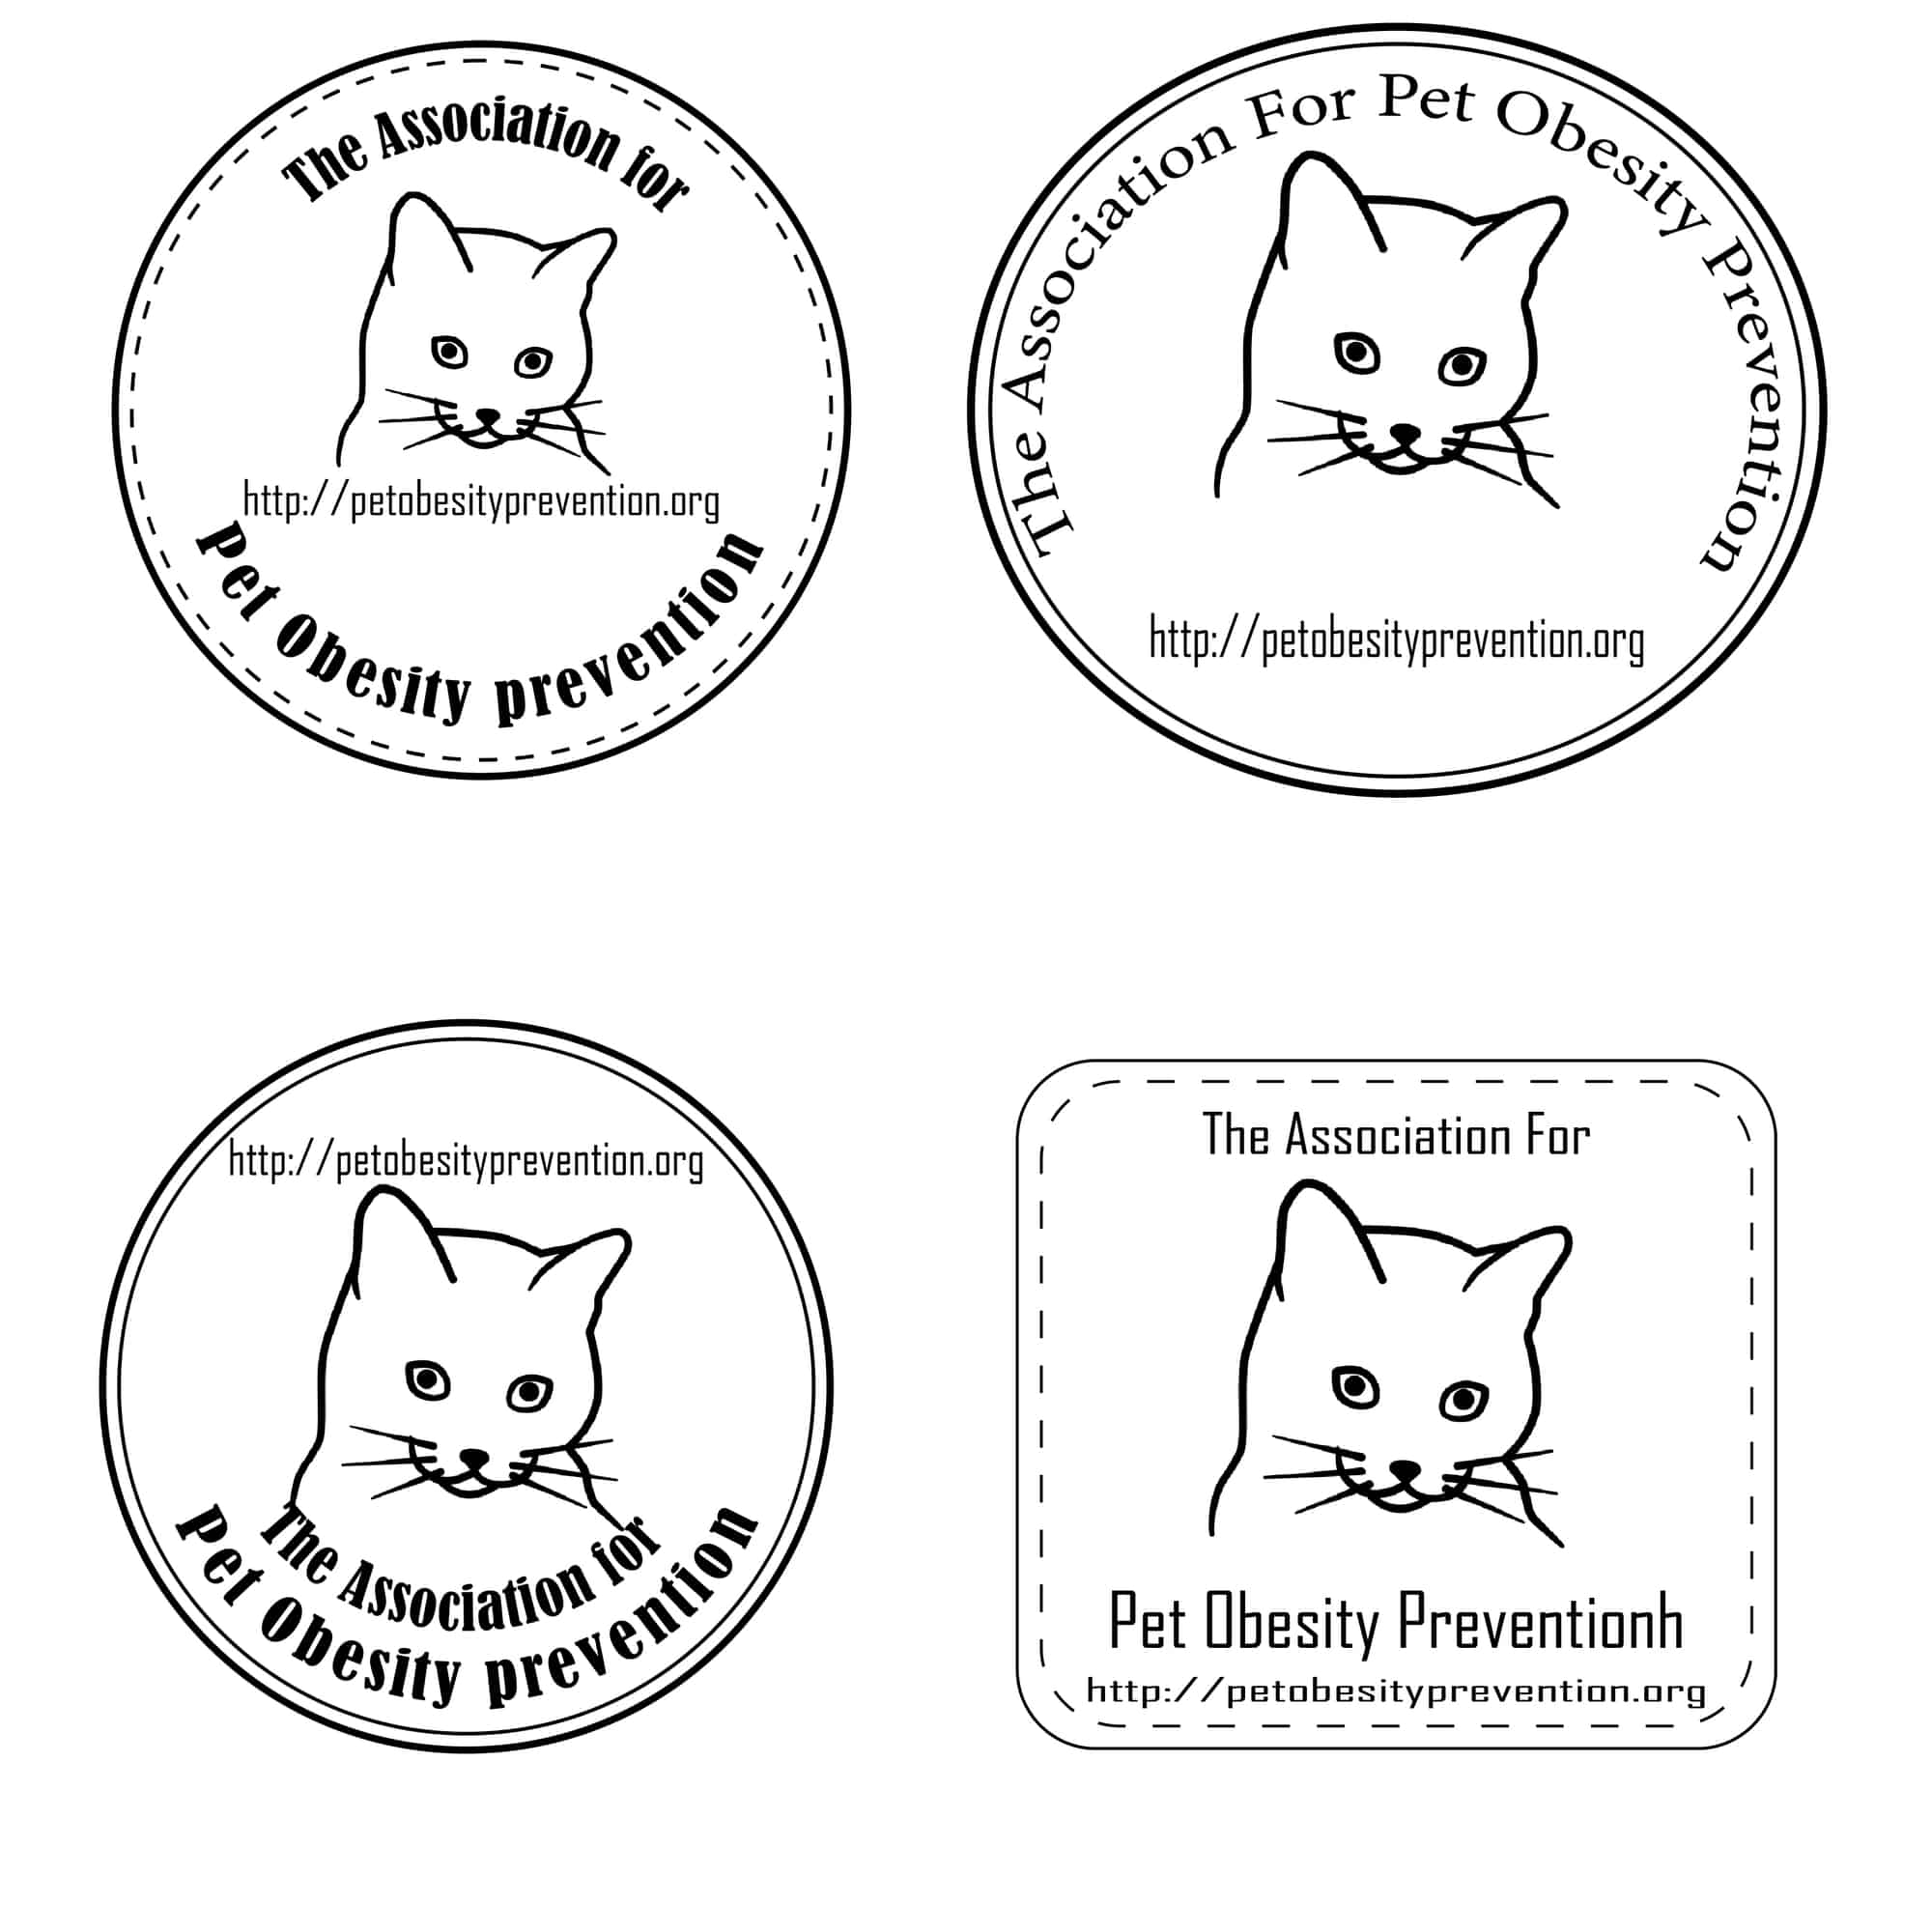 The Association for
http://petobesityprevention.org
Pet Obesity prevention
The Association For Pet Obesity Prevention
http://petobesityprevention.org
http://petobesityprevention.org
The Association for
Pet Obesity prevention
The Association For
Pet Obesity Preventionh
http://petobesityprevention.org